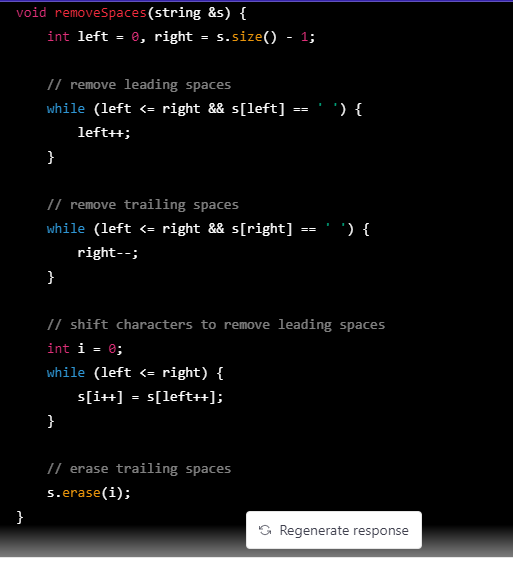 void removeSpaces(string &s) {
    int left = 0, right = s.size() - 1;

    // remove leading spaces
    while (left <= right && s[left] == ' ') {
        left++;
    }

    // remove trailing spaces
    while (left <= right && s[right] == ' ') {
        right--;
    }

    // shift characters to remove leading spaces
    int i = 0;
    while (left <= right) {
        s[i++] = s[left++];
    }

    // erase trailing spaces
    s.erase(i);
}
Regenerate response